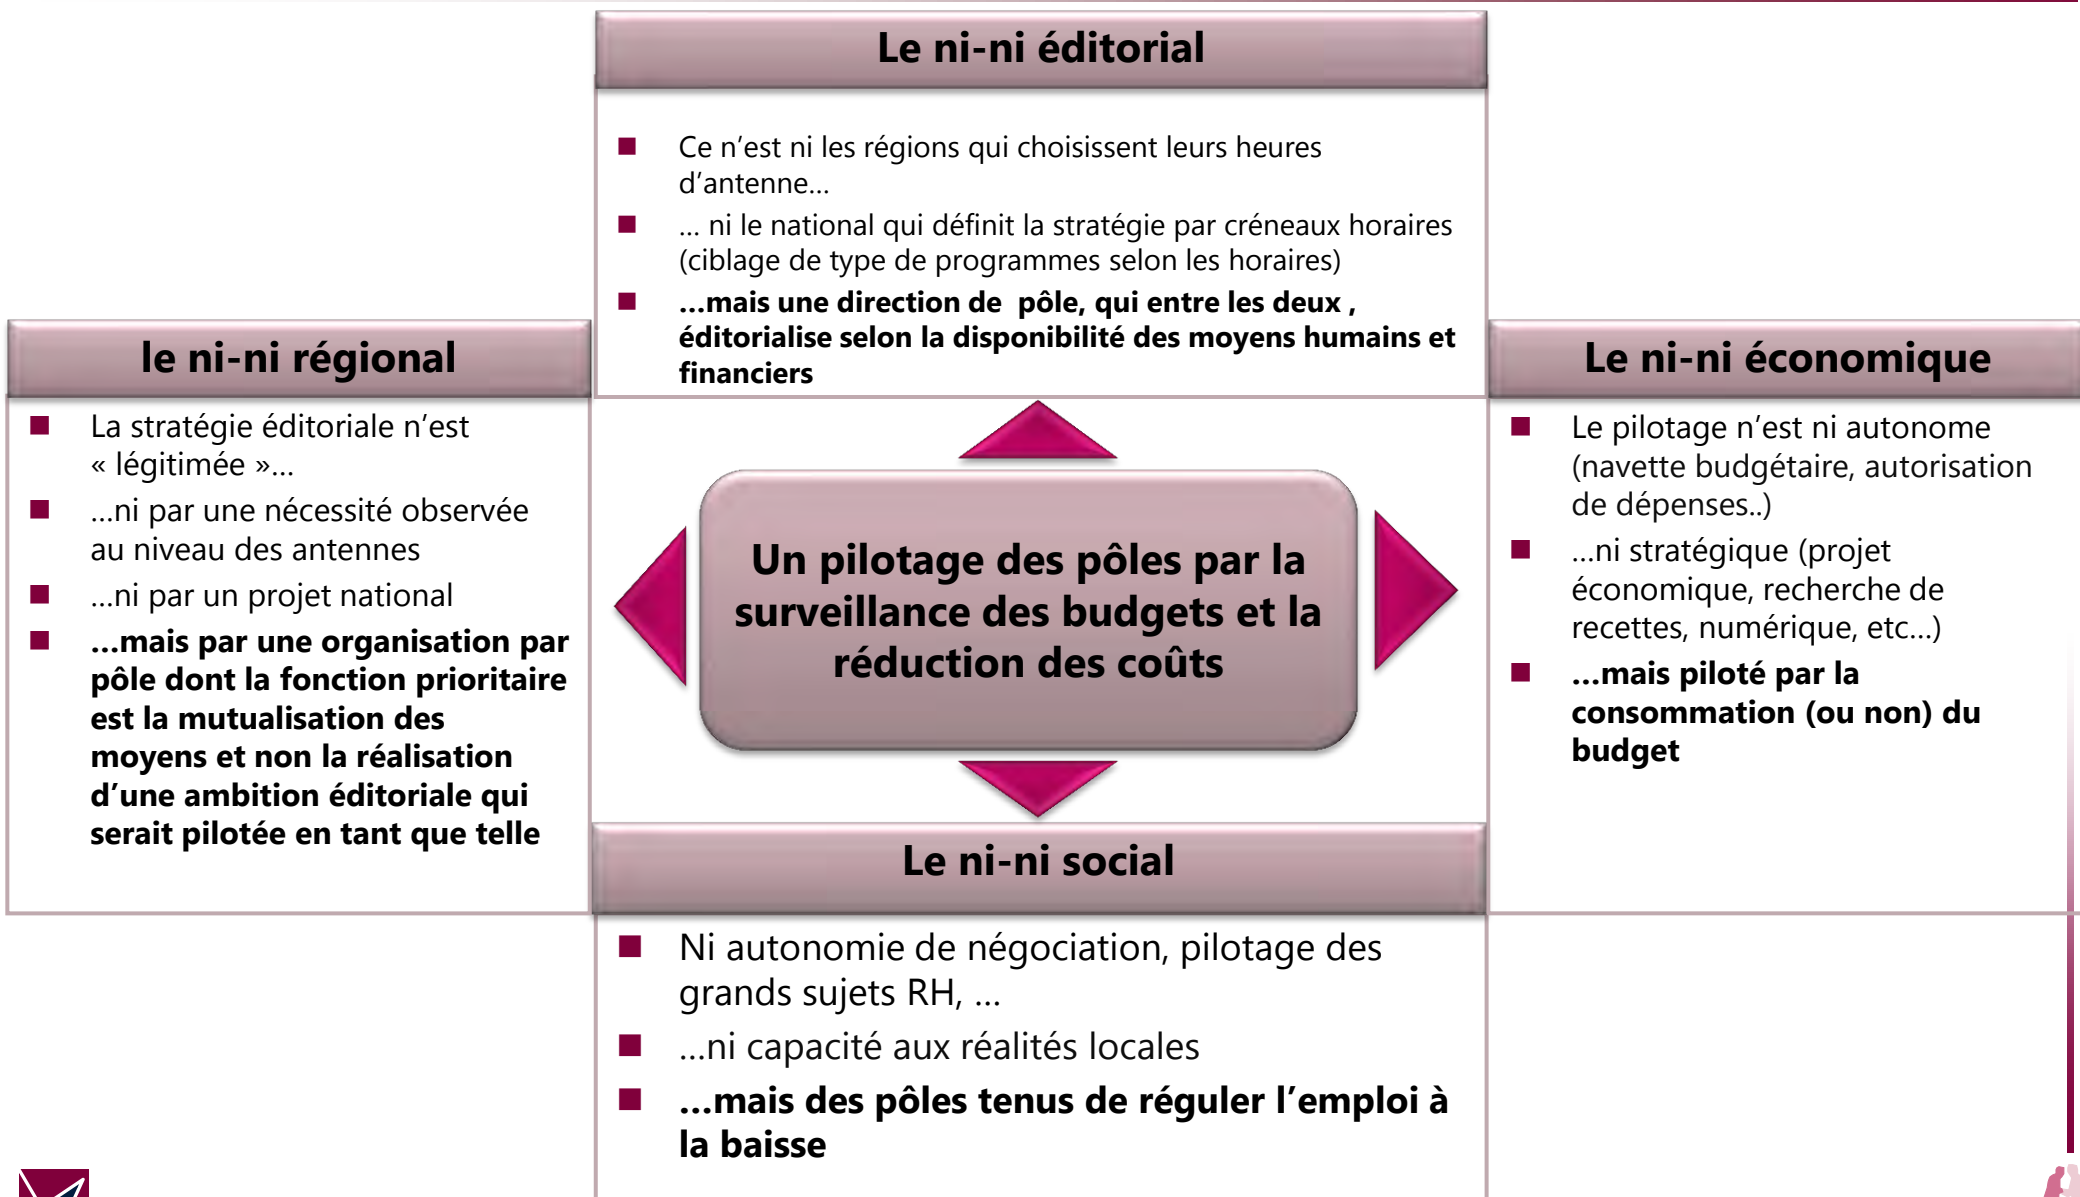 Le ni-ni éditorial
Ce n’est ni les régions qui choisissent leurs heures
d’antenne…
… ni le national qui définit la stratégie par créneaux horaires
(ciblage de type de programmes selon les horaires)
…mais une direction de  pôle, qui entre les deux ,
éditorialise selon la disponibilité des moyens humains et
financiers
le ni-ni régional
La stratégie éditoriale n’est
« légitimée »…
…ni par une nécessité observée
au niveau des antennes
…ni par un projet national
…mais par une organisation par
pôle dont la fonction prioritaire
est la mutualisation des
moyens et non la réalisation
d’une ambition éditoriale qui
serait pilotée en tant que telle
Un pilotage des pôles par la
surveillance des budgets et la
réduction des coûts
Le ni-ni économique
Le pilotage n’est ni autonome
(navette budgétaire, autorisation
de dépenses..)
…ni stratégique (projet
économique, recherche de
recettes, numérique, etc…)
…mais piloté par la
consommation (ou non) du
budget
Le ni-ni social
Ni autonomie de négociation, pilotage des
grands sujets RH, …
…ni capacité aux réalités locales
…mais des pôles tenus de réguler l’emploi à
la baisse